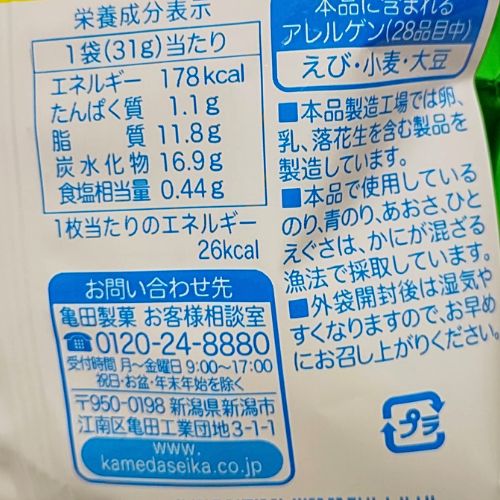 栄養成分表示
1袋(31g)当たり
エネルギー 178kcal
たんぱく質 1.1g
脂質 11.8g
炭水化物 16.9g
食塩相当量 0.44g
1枚当たりのエネルギー
26kcal
お問い合わせ先
亀田製菓 お客様相談室
☎0120-24-8880
受付時間 月〜金曜日 9:00〜17:00
祝日・お盆・年末年始を除く
〒950-0198 新潟県新潟市
江南区亀田工業団地3-1-1
www.
kamedaseika.co.jp
本品に含まれる
アレルゲン(28品目中)
えび・小麦・大豆
■本品製造工場では卵、
乳、落花生を含む製品を
製造しています。
■本品で使用している
のり、青のり、あおさ、ひと
えぐさは、かにが混ざる
漁法で採取しています。
■外袋開封後は湿気や
すくなりますので、お早め
にお召し上がりください。
プラ